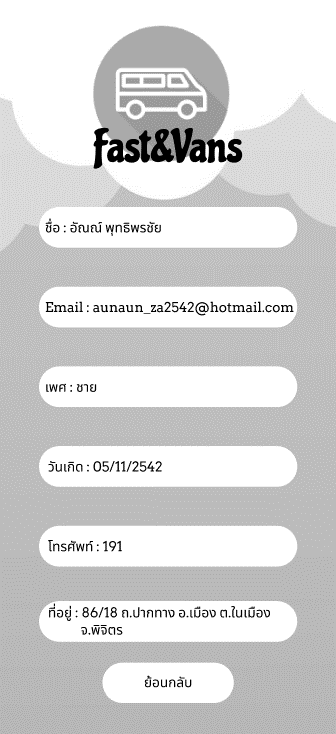 Fast&Vans
ชื่อ : อัณณ์ พุทธิพรชัย
Email : aunaun_za2542@hotmail.com
เพศ : ชาย
วันเกิด : 05/11/2542
โทรศัพท์ : 191
ที่อยู่ : 86/18 ถ.ปากทาง อ.เมือง ต.ในเมือง
จ.พิจิตร
ย้อนกลับ